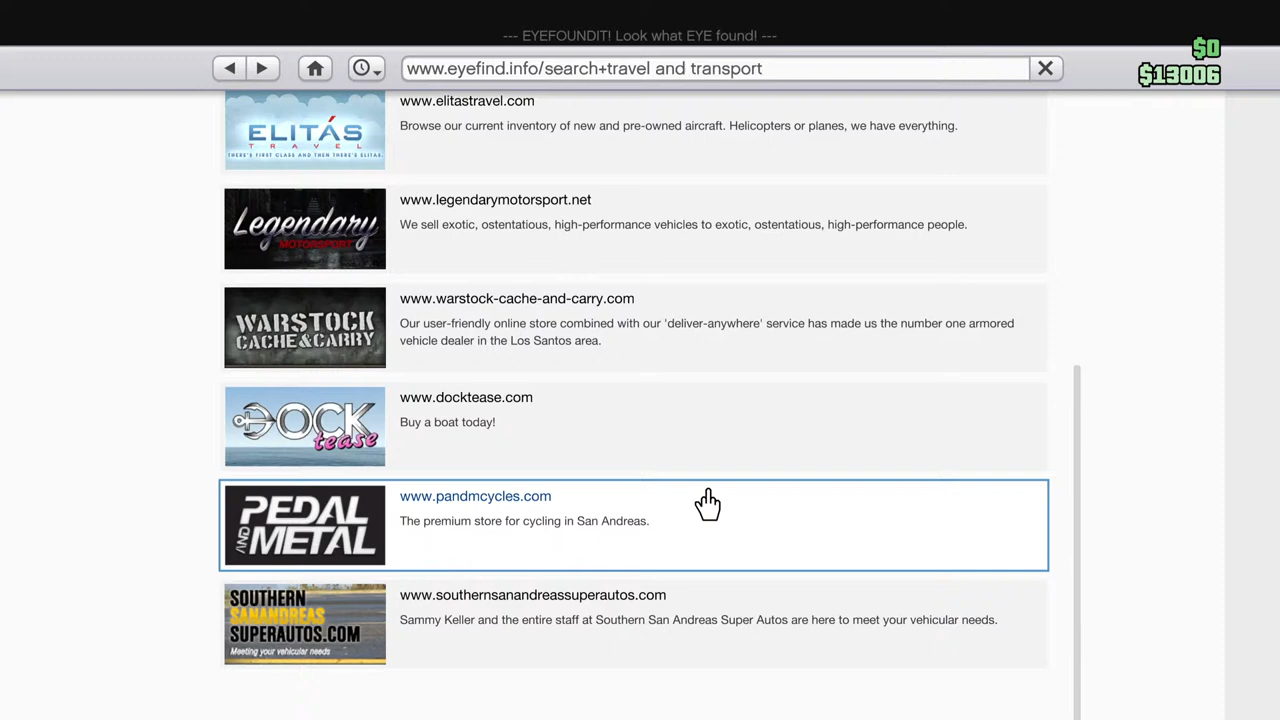 --- EYEFOUNDIT! Look what EYE found! ---
www.eyefind.info/search+travel and transport
$0
$13006
ELITÁS
TRAVEL
THERE'S FIRST CLASS AND THEN THERE'S ELITAS.
www.elitastravel.com
Browse our current inventory of new and pre-owned aircraft. Helicopters or planes, we have everything.
Legendary
MOTORSPORT
www.legendarymotorsport.net
We sell exotic, ostentatious, high-performance vehicles to exotic, ostentatious, high-performance people.
WARSTOCK
CACHE&CARRY
www.warstock-cache-and-carry.com
Our user-friendly online store combined with our 'deliver-anywhere' service has made us the number one armored
vehicle dealer in the Los Santos area.
DOCK
tease
www.docktease.com
Buy a boat today!
PEDAL
AND METAL
www.pandmcycles.com
The premium store for cycling in San Andreas.
SOUTHERN
SANANDREAS
SUPERAUTOS.COM
Meeting your vehicular needs
www.southernsanandreassuperautos.com
Sammy Keller and the entire staff at Southern San Andreas Super Autos are here to meet your vehicular needs.